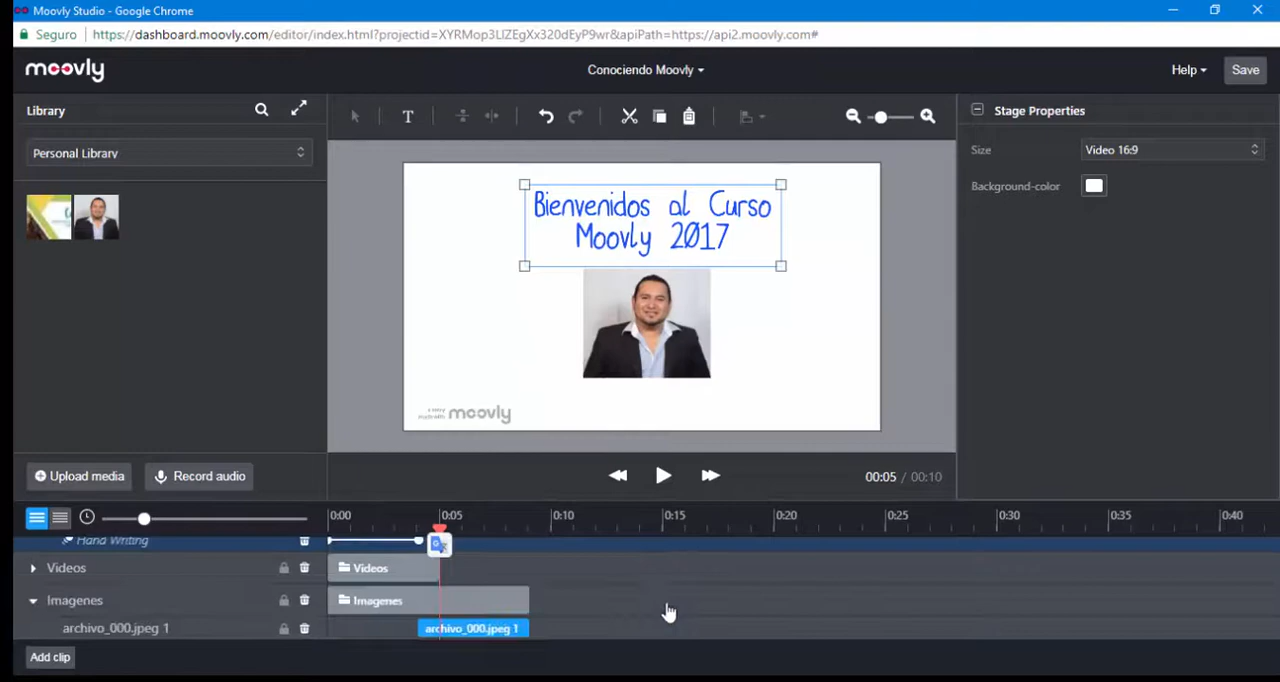 Moovly Studio - Google Chrome
Seguro | https://dashboard.moovly.com/editor/index.html?projectid=XYRMop3LlZEgXx320dEyP9wr&apiPath=https://api2.moovly.com#
moovly
Conociendo Moovly
Help
Save
Library
T
Stage Properties
Personal Library
Size
Video 16:9
Background-color
Bienvenidos al Curso
Moovly 2017
moovly
Upload media
Record audio
00:05 / 00:10
0:00
0:05
0:10
0:15
0:20
0:25
0:30
0:35
0:40
Hand Writing
Videos
Videos
Imagenes
Imagenes
archivo_000.jpeg 1
archivo_000.jpeg 1
Add clip